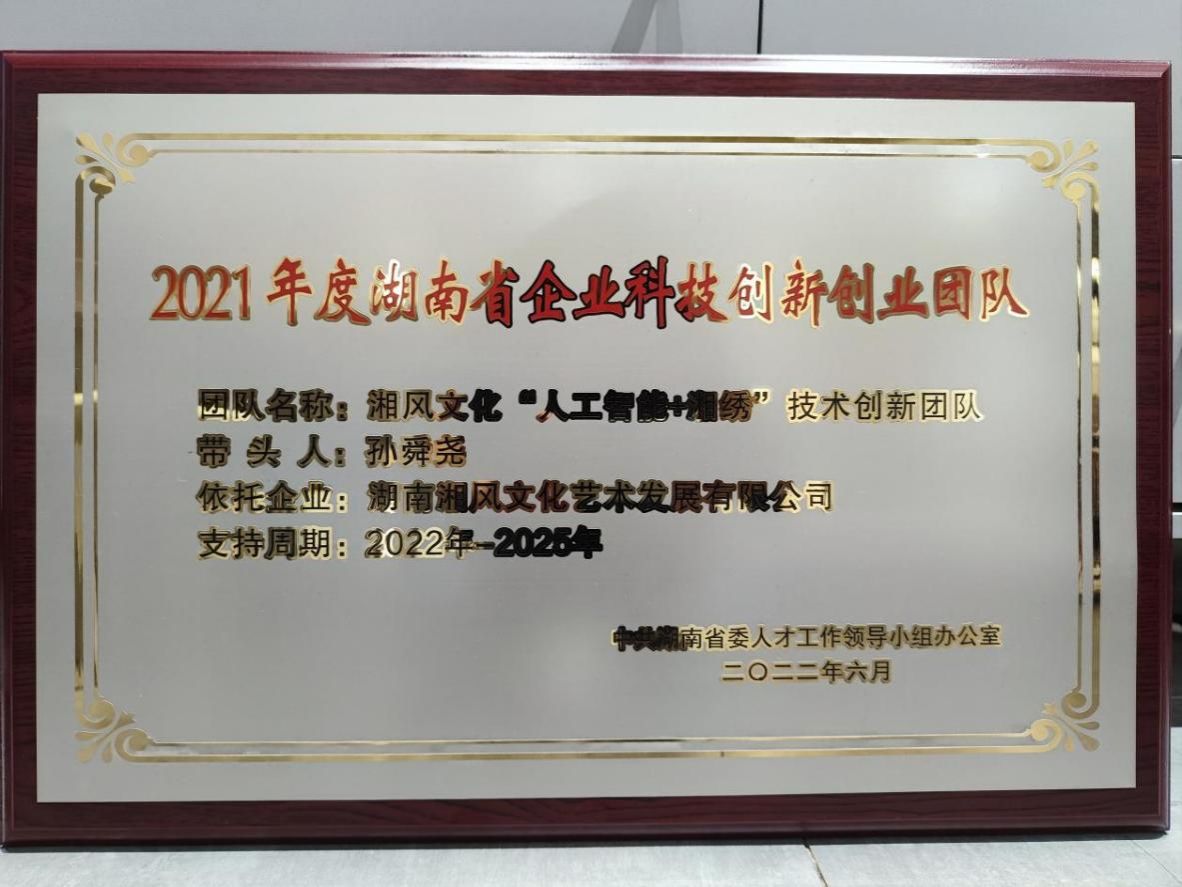 2021年度湖南省企业科技创新创业团队
团队名称：湘风文化“人工智能+湘绣”技术创新团队
带 头 人：孙舜尧
依托企业：湖南湘风文化艺术发展有限公司
支持周期：2022年-2025年
中共湖南省委人才工作领导小组办公室
二〇二二年六月